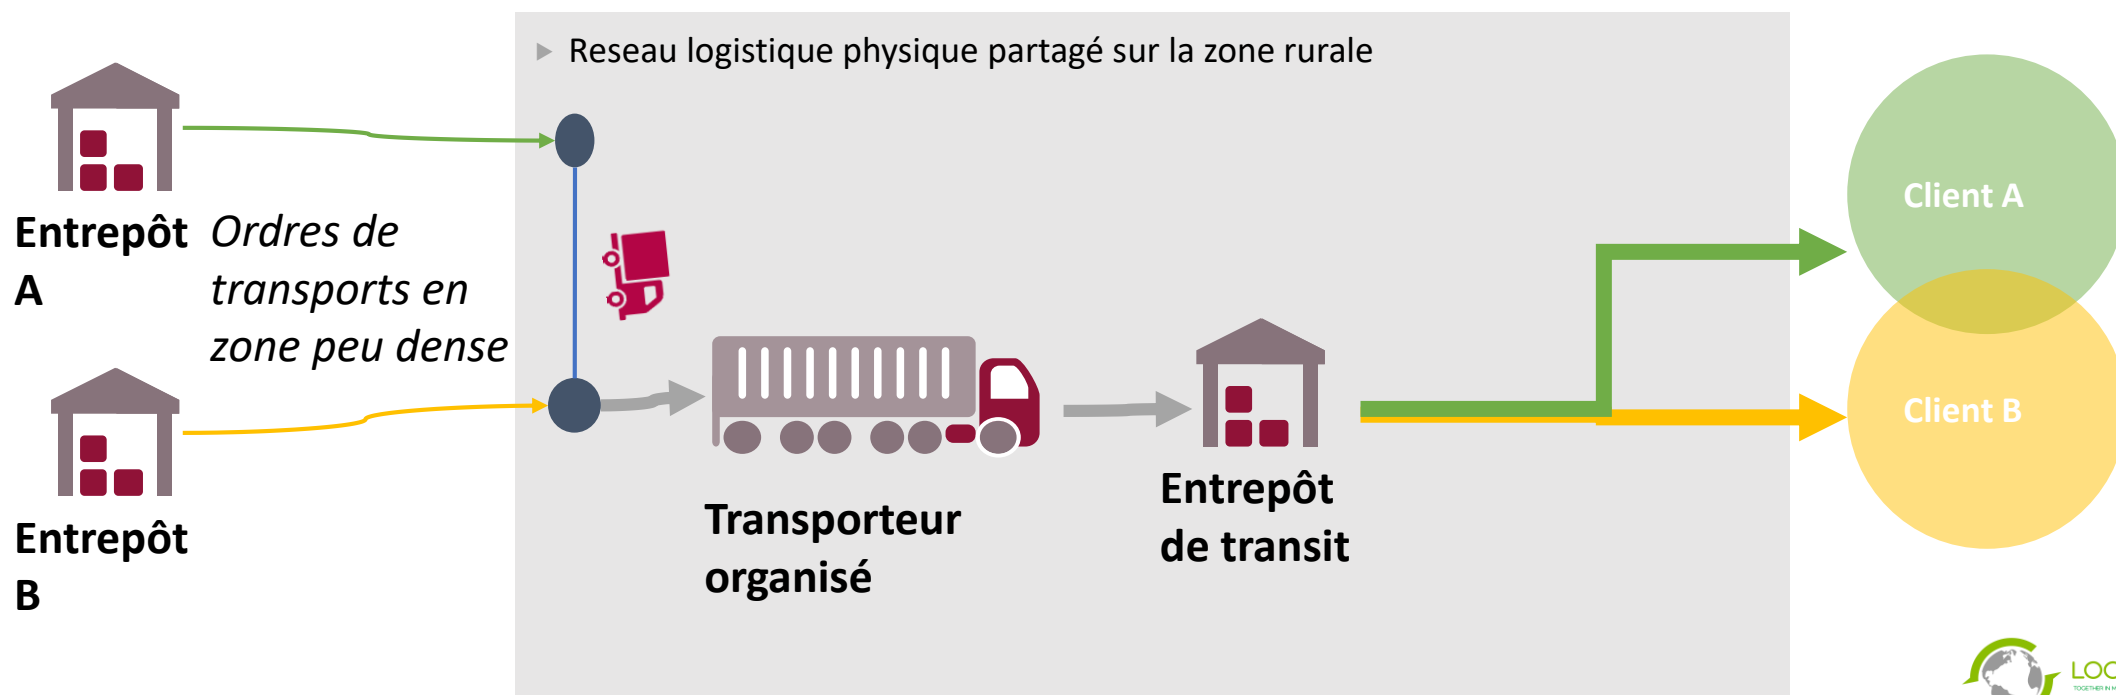 Reseau logistique physique partagé sur la zone rurale
Entrepôt
A
Ordres de
transports en
zone peu dense
Entrepôt
B
Transporteur
organisé
Entrepôt
de transit
Client A
Client B
LOC